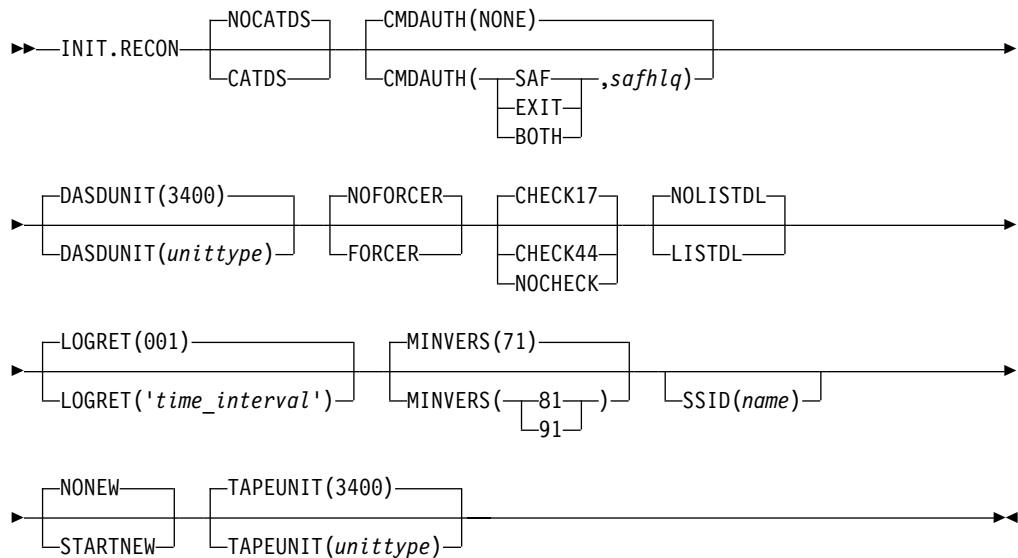 NOCATDS CMDAUTH(NONE)
INIT.RECON
CATDS CMDAUTH( SAF ,safhlq)
EXIT
BOTH
DASDUNIT(3400) NOFORCER CHECK17 NOLISTDL
DASDUNIT(unittype) FORCER CHECK44 LISTDL
NOCHECK
LOGRET(001) MINVERS(71)
LOGRET('time_interval') MINVERS( 81 ) SSID(name)
91
NONEW TAPEUNIT(3400)
STARTNEW TAPEUNIT(unittype)